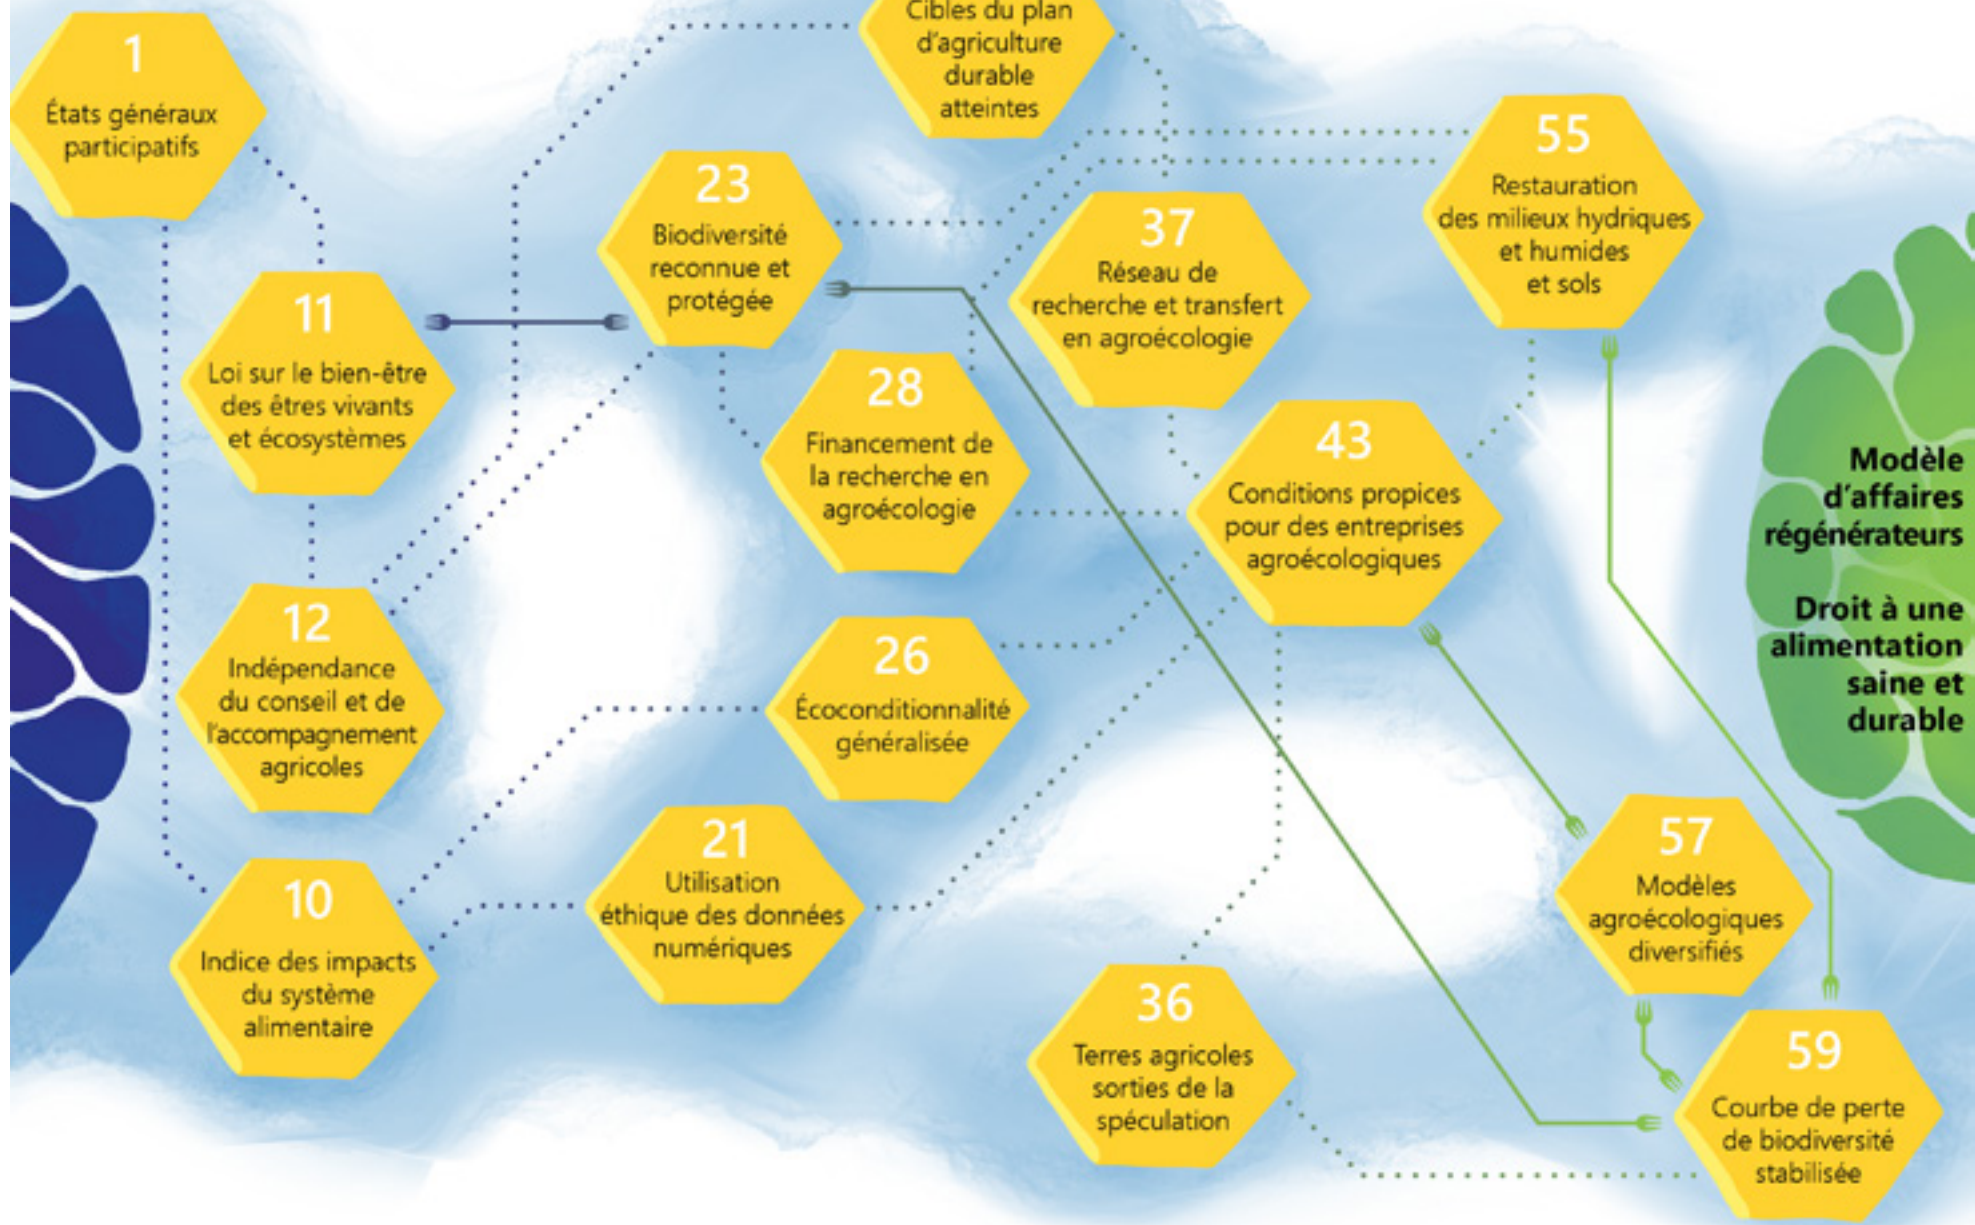 1
États généraux
participatifs
Cibles du plan
d'agriculture
durable
atteintes
23
Biodiversité
reconnue et
protégée
37
Réseau de
recherche et transfert
en agroécologie
55
Restauration
des milieux hydriques
et humides
et sols
11
Loi sur le bien-être
des êtres vivants
et écosystèmes
28
Financement de
la recherche en
agroécologie
43
Conditions propices
pour des entreprises
agroécologiques
Modèle
d'affaires
régénérateurs
Droit à une
alimentation
saine et
durable
12
Indépendance
du conseil et de
l'accompagnement
agricoles
26
Écoconditionnalité
généralisée
21
Utilisation
éthique des données
numériques
57
Modèles
agroécologiques
diversifiés
10
Indice des impacts
du système
alimentaire
36
Terres agricoles
sorties de la
spéculation
59
Courbe de perte
de biodiversité
stabilisée